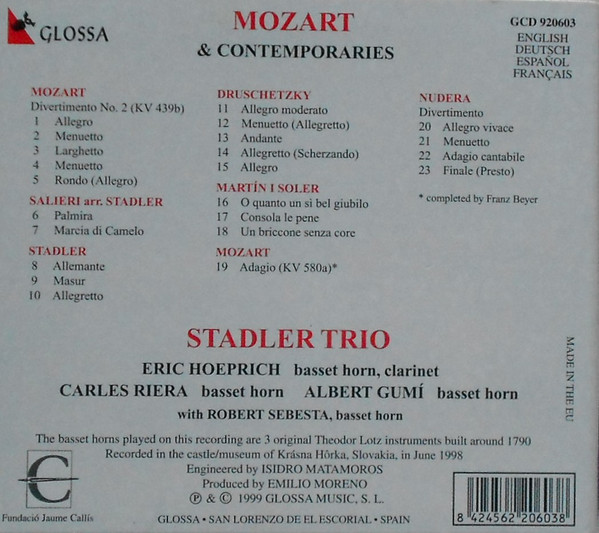 GLOSSA
MOZART
& CONTEMPORARIES
GCD 920603
ENGLISH
DEUTSCH
ESPAÑOL
FRANÇAIS
MOZART
Divertimento No. 2 (KV 439b)
1 Allegro
2 Menuetto
3 Larghetto
4 Menuetto
5 Rondo (Allegro)
SALIERI arr. STADLER
6 Palmira
7 Marcia di Camelo
STADLER
8 Allemante
9 Masur
10 Allegretto
DRUSCHETZKY
11 Allegro moderato
12 Menuetto (Allegretto)
13 Andante
14 Allegretto (Scherzando)
15 Allegro
MARTÍN I SOLER
16 O quanto un si bel giubilo
17 Consola le pene
18 Un briccone senza core
MOZART
19 Adagio (KV 580a)*
NUDERA
Divertimento
20 Allegro vivace
21 Menuetto
22 Adagio cantabile
23 Finale (Presto)
* completed by Franz Beyer
STADLER TRIO
ERIC HOEPRICH basset horn, clarinet
CARLES RIERA basset horn ALBERT GUMÍ basset horn
with ROBERT SEBESTA, basset horn
The basset horns played on this recording are 3 original Theodor Lotz instruments built around 1790
Recorded in the castle/museum of Krásna Hôrka, Slovakia, in June 1998
Engineered by ISIDRO MATAMOROS
Produced by EMILIO MORENO
℗ & © 1999 GLOSSA MUSIC, S. L.
GLOSSA • SAN LORENZO DE EL ESCORIAL • SPAIN
C
Fundació Jaume Callís
MADE IN THE EU
8 424562 206038